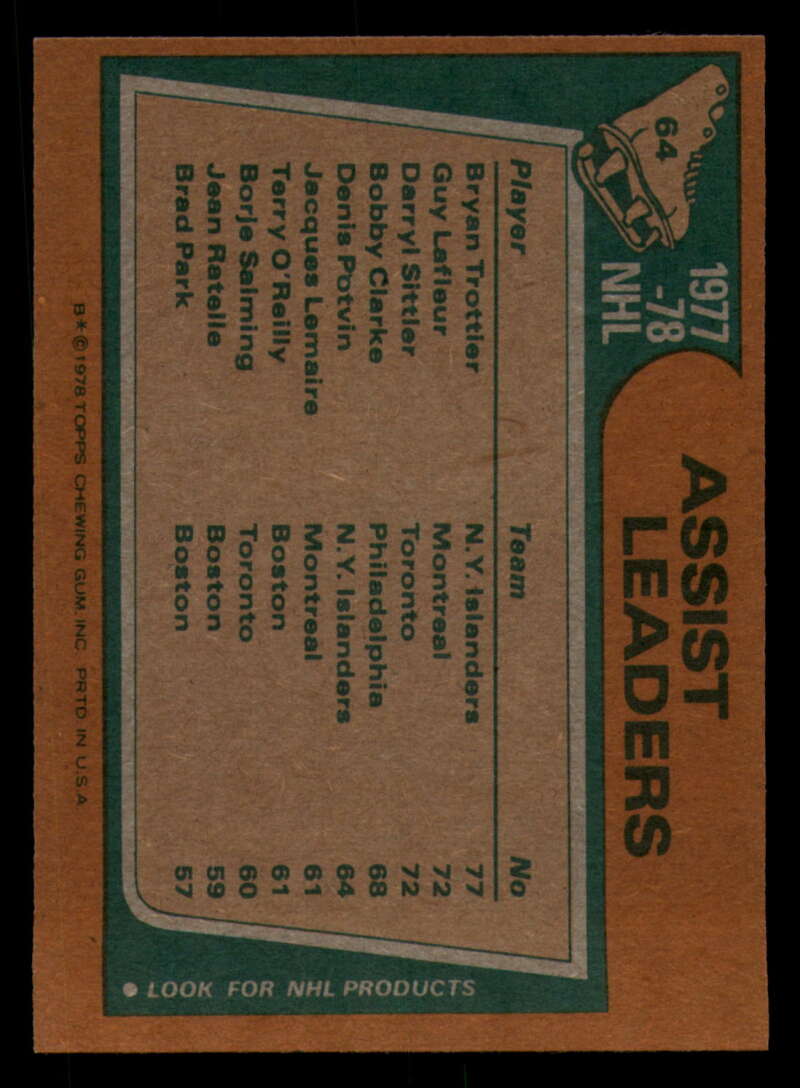 64
1977
-78
NHL
ASSIST
LEADERS
Player Team No
Bryan Trottier N.Y. Islanders 77
Guy Lafleur Montreal 72
Darryl Sittler Toronto 72
Bobby Clarke Philadelphia 68
Denis Potvin N.Y. Islanders 64
Jacques Lemaire Montreal 61
Terry O'Reilly Boston 61
Borje Salming Toronto 60
Jean Ratelle Boston 59
Brad Park Boston 57
● LOOK FOR NHL PRODUCTS
B*© 1978 TOPPS CHEWING GUM, INC. PRTD IN U.S.A.